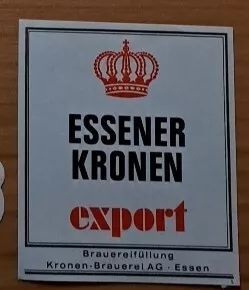 ESSENER
KRONEN
export
Brauereifüllung
Kronen-Brauerei AG · Essen